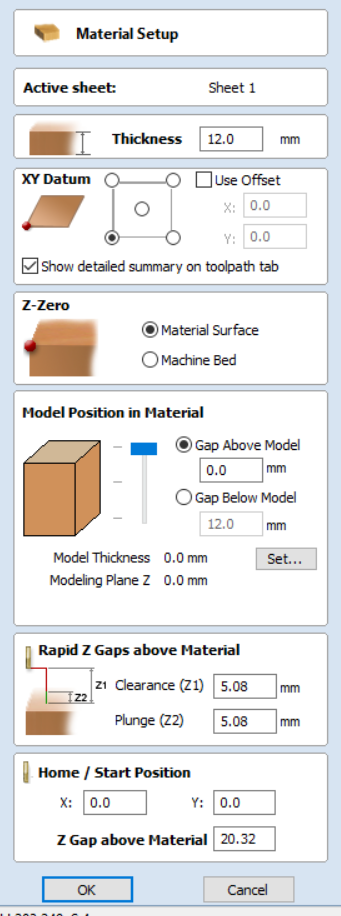 Material Setup
Active sheet: Sheet 1
Thickness 12.0 mm
XY Datum Use Offset
X: 0.0
Y: 0.0
Show detailed summary on toolpath tab
Z-Zero
Material Surface
Machine Bed
Model Position in Material
Gap Above Model
0.0 mm
Gap Below Model
12.0 mm
Model Thickness 0.0 mm Set...
Modeling Plane Z 0.0 mm
Rapid Z Gaps above Material
Z1 Clearance (Z1) 5.08 mm
Z2 Plunge (Z2) 5.08 mm
Home / Start Position
X: 0.0 Y: 0.0
Z Gap above Material 20.32
OK Cancel